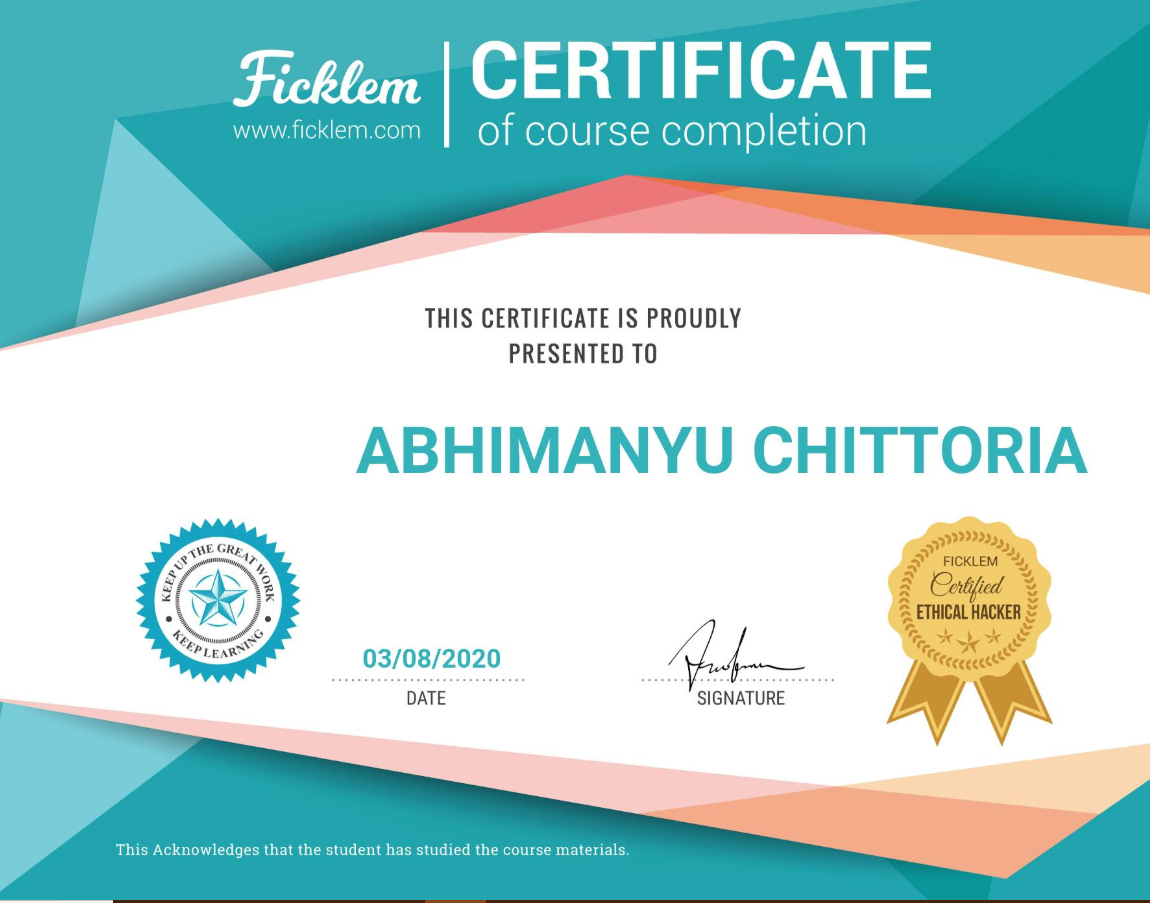 Ficklem
www.ficklem.com
CERTIFICATE
of course completion
THIS CERTIFICATE IS PROUDLY
PRESENTED TO
ABHIMANYU CHITTORIA
KEEP UP THE GREAT WORK
KEEP LEARNING
03/08/2020
DATE
SIGNATURE
FICKLEM
Certified
ETHICAL HACKER
This Acknowledges that the student has studied the course materials.